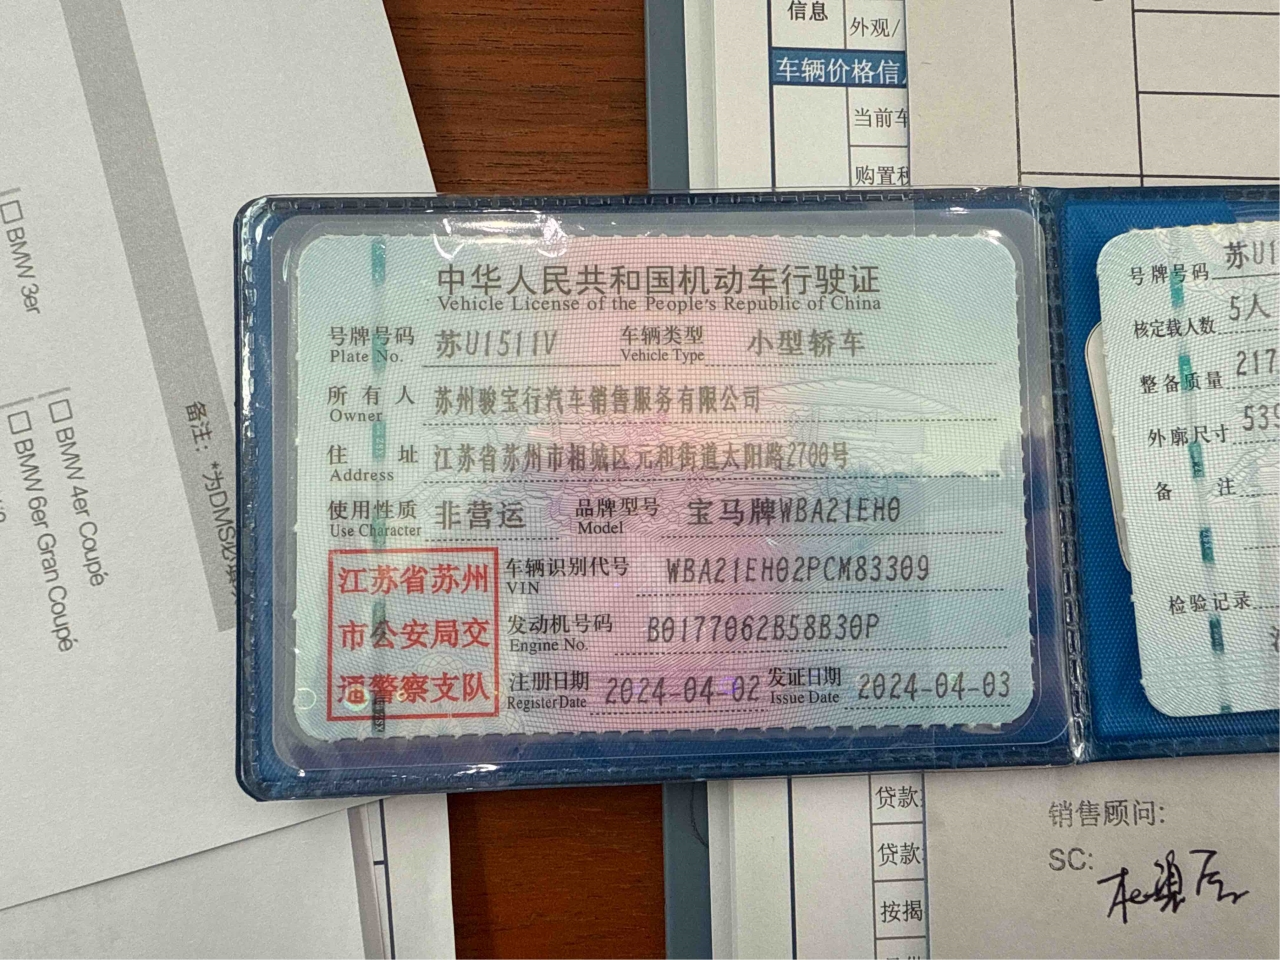 信息
外观/
车辆价格信
当前车
购置税
BMW 3er
BMW 4er Coupé
BMW 6er Gran Coupé
备注：*为DMS必
中华人民共和国机动车行驶证
Vehicle License of the People's Republic of China
号牌号码 苏U1511V 车辆类型 小型轿车
Plate No. Vehicle Type
所有人 苏州骏宝行汽车销售服务有限公司
Owner
住址 江苏省苏州市相城区元和街道太阳路2700号
Address
使用性质 非营运 品牌型号 宝马牌WBA21EH0
Use Character Model
江苏省苏州
市公安局交
通警察支队
车辆识别代号 WBA21EH02PCM83309
VIN
发动机号码 B0177062B58B30P
Engine No.
注册日期 2024-04-02 发证日期 2024-04-03
Register Date Issue Date
号牌号码 苏U1
核定载人数 5人
整备质量 217
外廓尺寸 535
备注
检验记录
贷款
贷款
按揭
销售顾问:
SC: